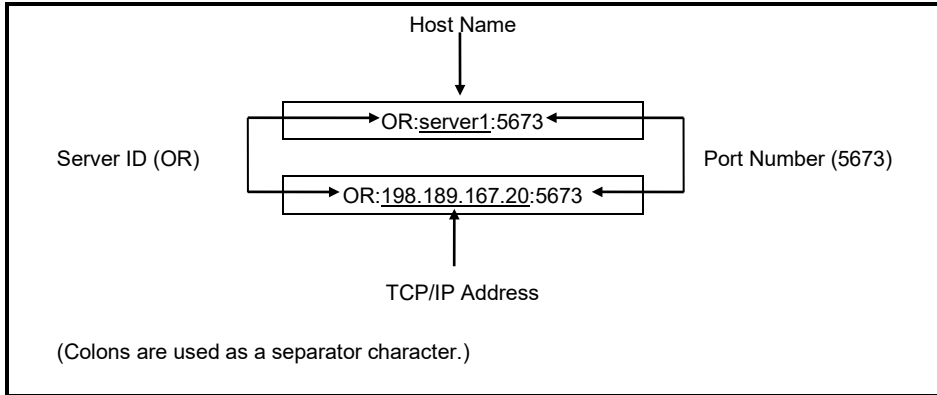 Host Name
OR:server1:5673
Server ID (OR)
Port Number (5673)
OR:198.189.167.20:5673
TCP/IP Address
(Colons are used as a separator character.)